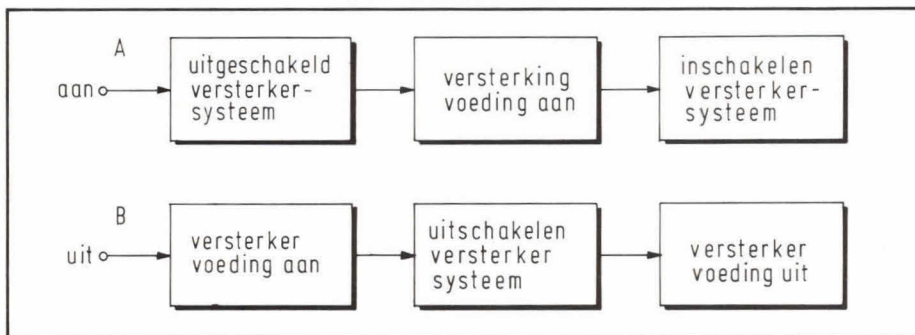 A
aan
uitgeschakeld
versterker-
systeem
versterking
voeding aan
inschakelen
versterker-
systeem
B
uit
versterker
voeding aan
uitschakelen
versterker
systeem
versterker
voeding uit